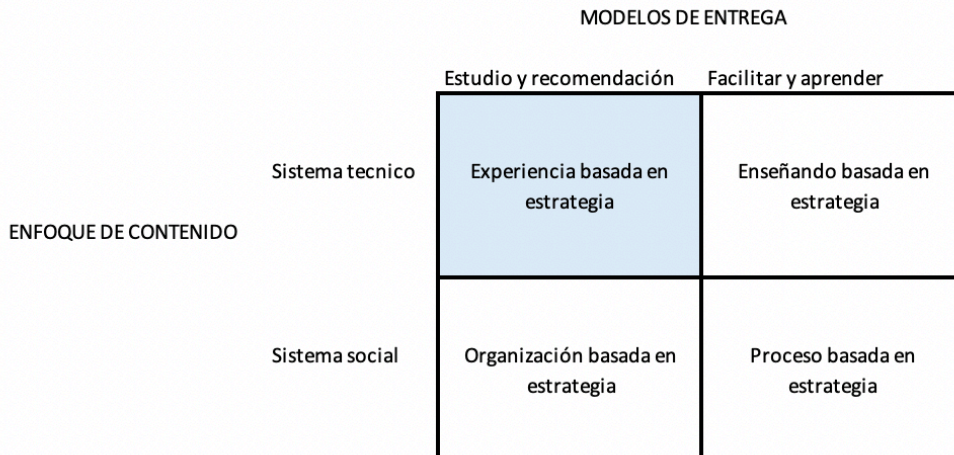 MODELOS DE ENTREGA
Estudio y recomendación
Facilitar y aprender
Sistema tecnico
Experiencia basada en
estrategia
Enseñando basada en
estrategia
ENFOQUE DE CONTENIDO
Sistema social
Organización basada en
estrategia
Proceso basada en
estrategia